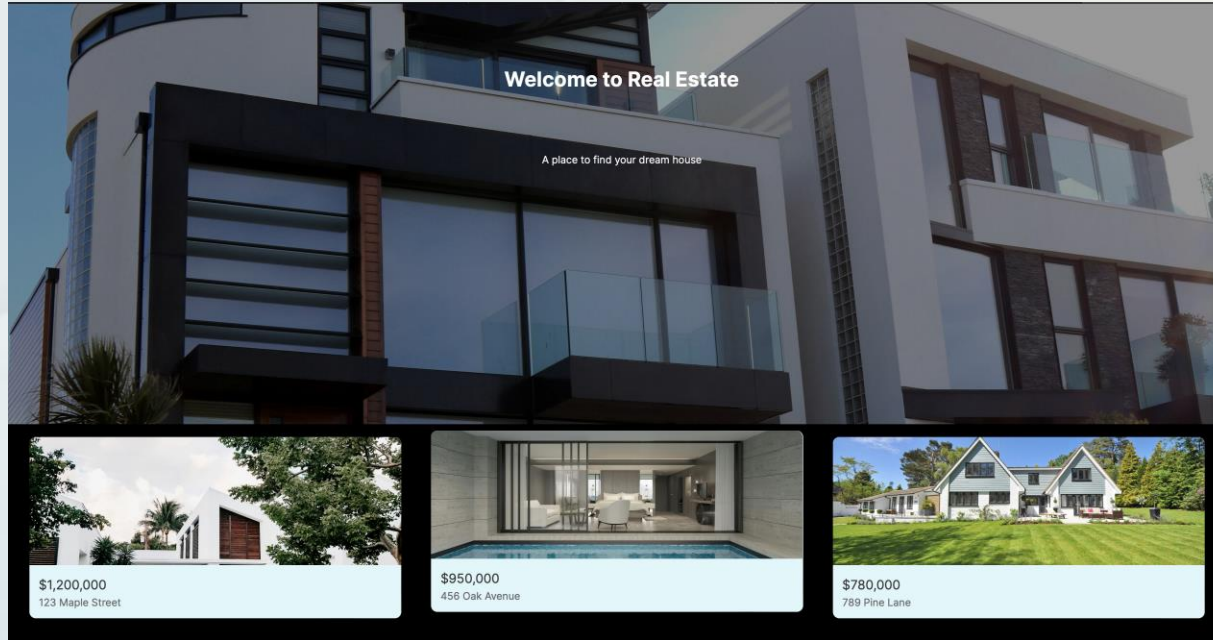 Welcome to Real Estate
A place to find your dream house
$1,200,000
123 Maple Street
$950,000
456 Oak Avenue
$780,000
789 Pine Lane